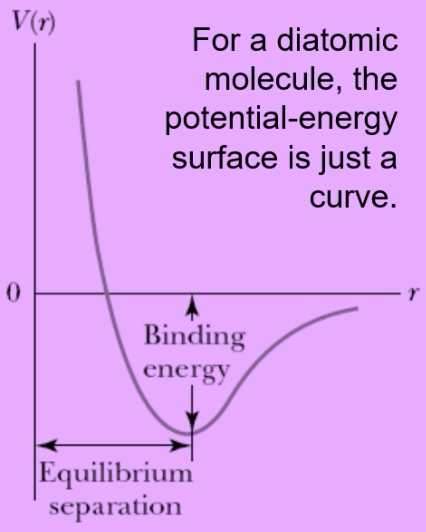 V(r)
For a diatomic
molecule, the
potential-energy
surface is just a
curve.
0
r
Binding
energy
Equilibrium
separation